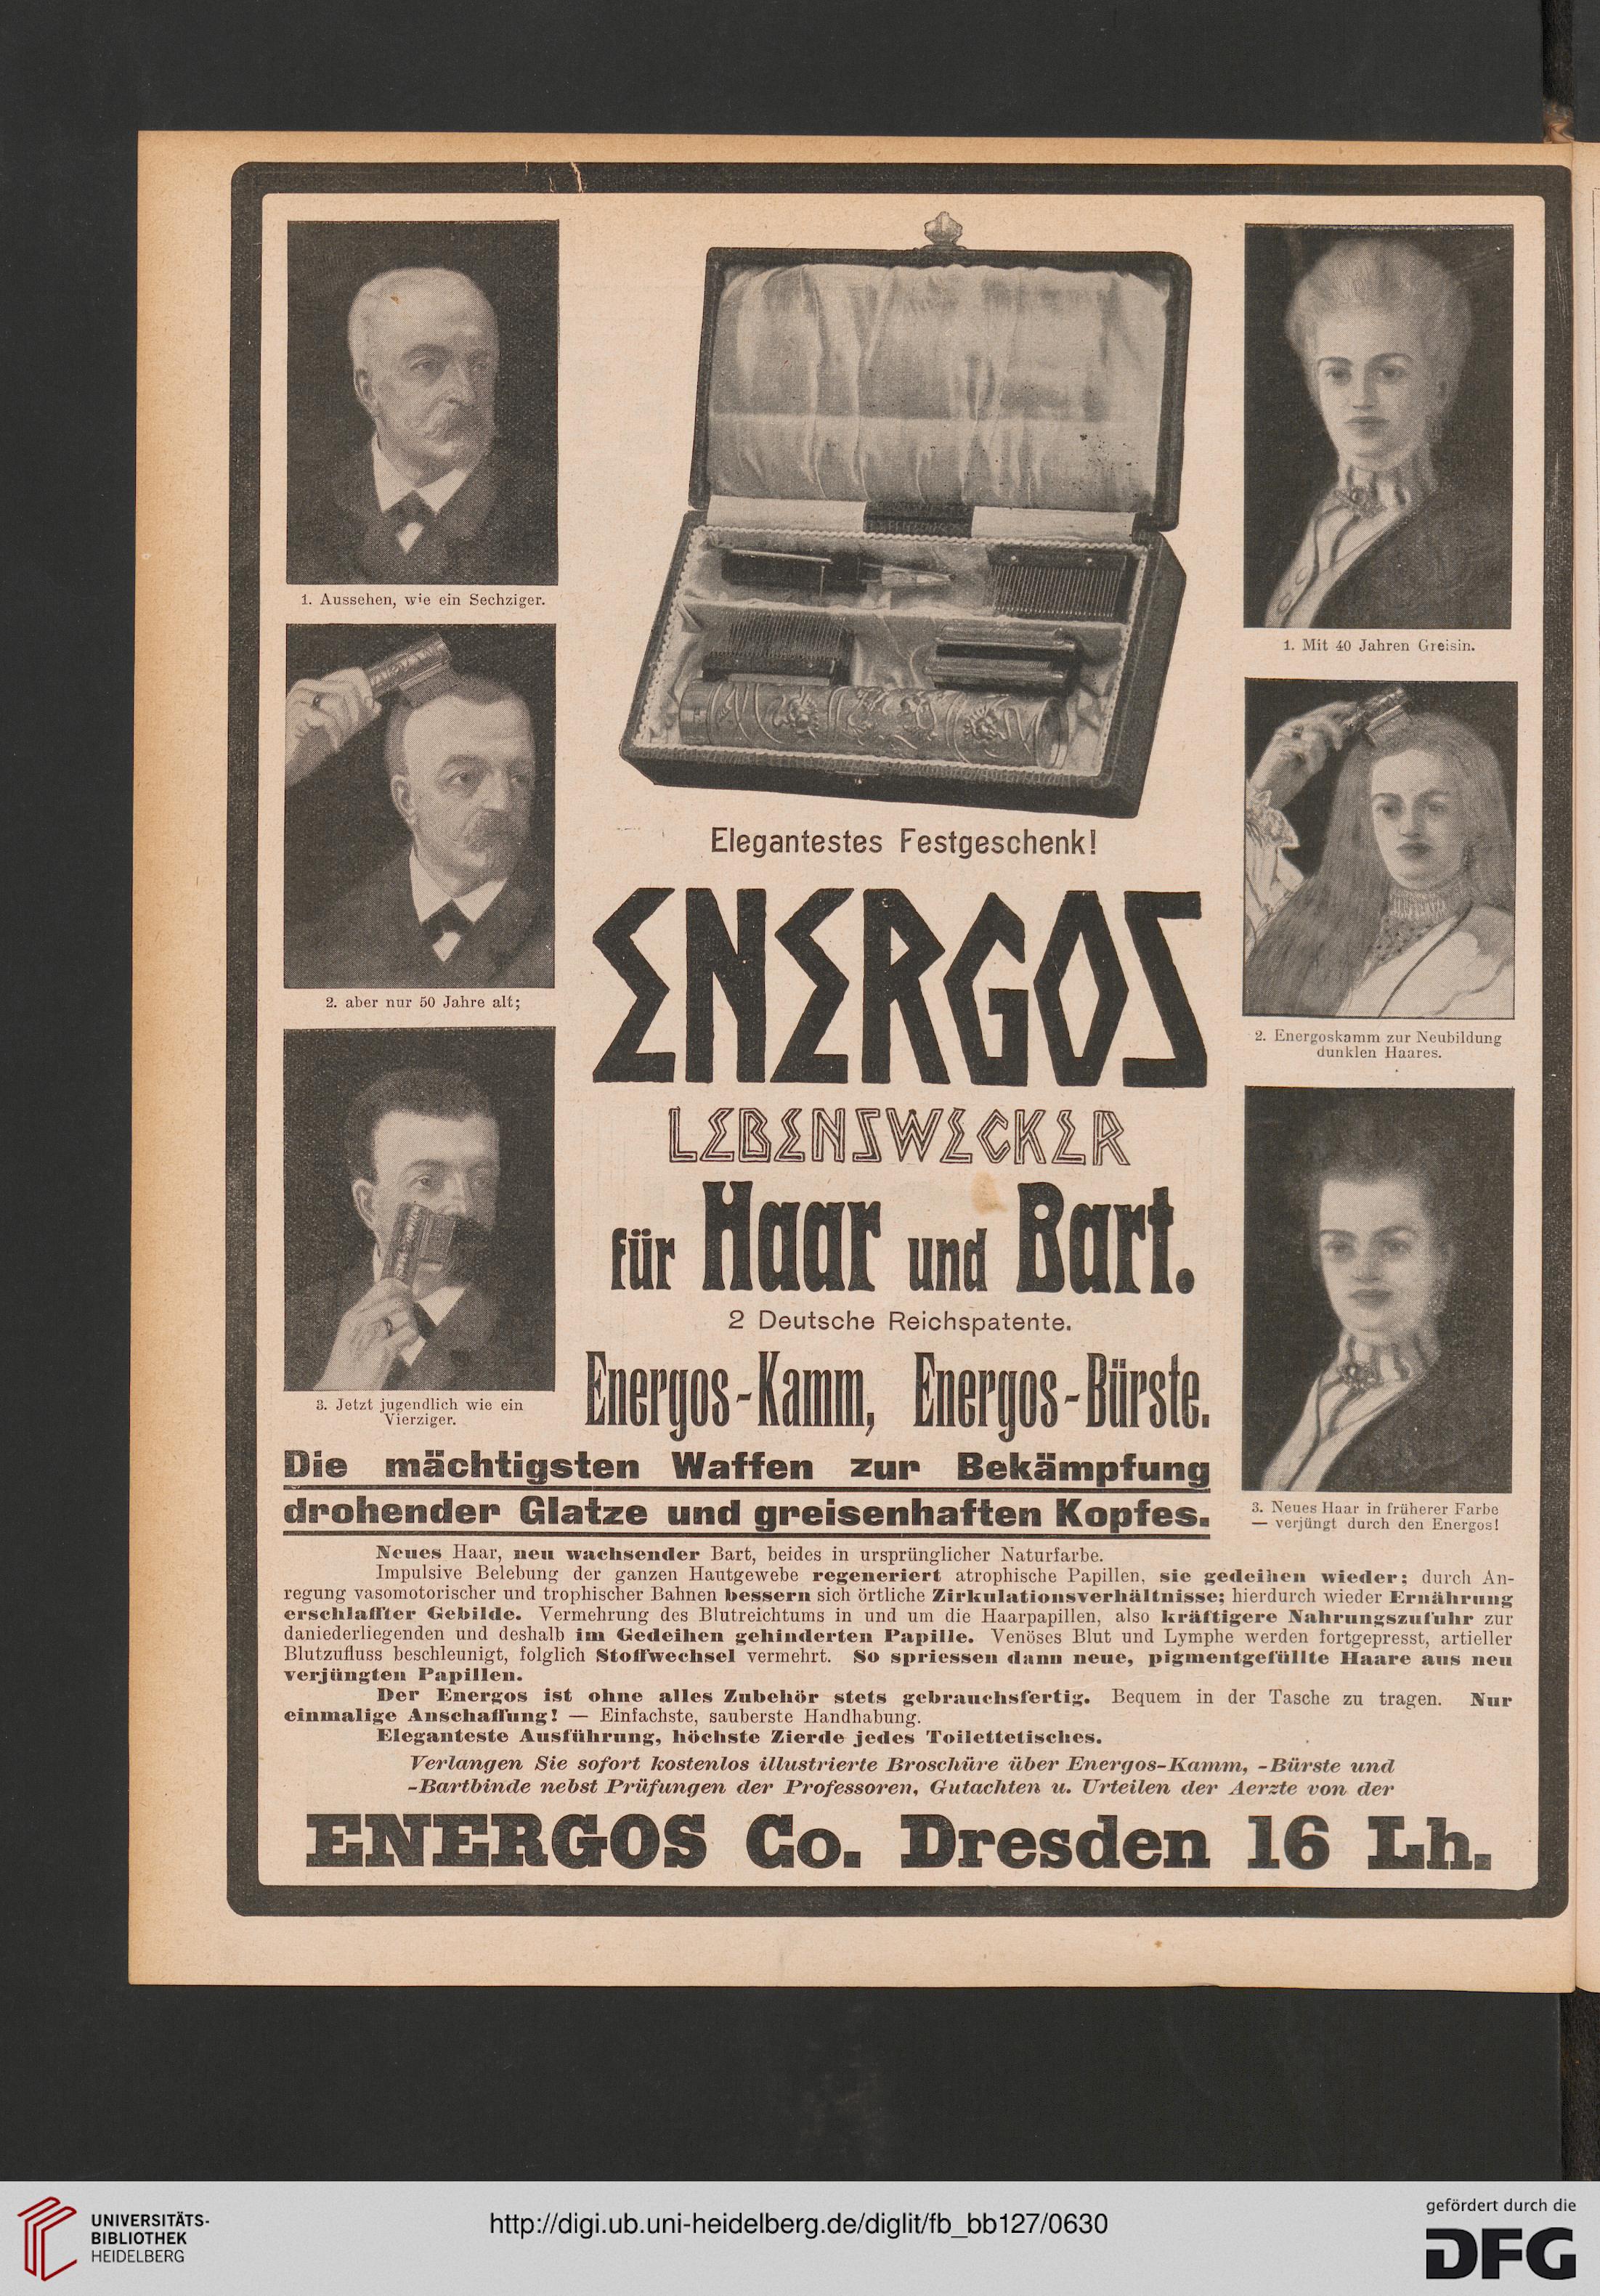 1. Aussehen, wie ein Sechziger.
2. aber nur 50 Jahre alt;
3. Jetzt jugendlich wie ein
Vierziger.
Elegantestes Festgeschenk!
ENERGOS
LEBENSWECKER
für Haar und Bart.
2 Deutsche Reichspatente.
Energos-Kamm, Energos-Bürste.
1. Mit 40 Jahren Greisin.
2. Energoskamm zur Neubildung
dunklen Haares.
3. Neues Haar in früherer Farbe
— verjüngt durch den Energos!
Die mächtigsten Waffen zur Bekämpfung
drohender Glatze und greisenhaften Kopfes.
Neues Haar, neu wachsender Bart, beides in ursprünglicher Naturfarbe.
Impulsive Belebung der ganzen Hautgewebe regeneriert atrophische Papillen, sie gedeihen wieder; durch An-
regung vasomotorischer und trophischer Bahnen bessern sich örtliche Zirkulationsverhältnisse; hierdurch wieder Ernährung
erschlaffter Gebilde. Vermehrung des Blutreichtums in und um die Haarpapillen, also kräftigere Nahrungszufuhr zur
daniederliegenden und deshalb im Gedeihen gehinderten Papille. Venöses Blut und Lymphe werden fortgepresst, artieller
Blutzufluss beschleunigt, folglich Stoffwechsel vermehrt. So spriessen dann neue, pigmentgefüllte Haare aus neu
verjüngten Papillen.
Der Energos ist ohne alles Zubehör stets gebrauchsfertig. Bequem in der Tasche zu tragen. Nur
einmalige Anschaffung! — Einfachste, sauberste Handhabung.
Eleganteste Ausführung, höchste Zierde jedes Toilettetisches.
Verlangen Sie sofort kostenlos illustrierte Broschüre über Energos-Kamm, -Bürste und
-Bartbinde nebst Prüfungen der Professoren, Gutachten u. Urteilen der Aerzte von der
ENERGOS Co. Dresden 16 Lh.
UNIVERSITÄTS-
BIBLIOTHEK
HEIDELBERG
http://digi.ub.uni-heidelberg.de/diglit/fb_bb127/0630
gefördert durch die
DFG